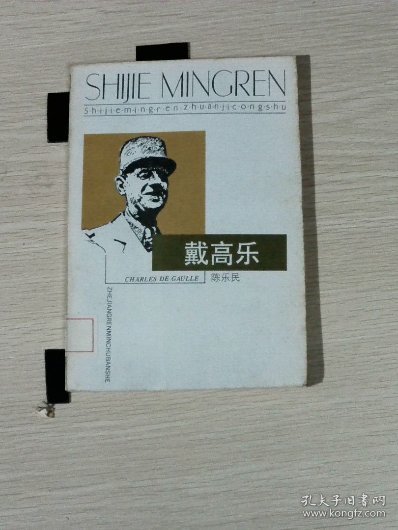 SHIJIE MINGREN
Shijiemingrenzhuanjicongshu
戴高乐
CHARLES DE GAULLE
陈乐民
ZHEJIANGRENMINCHUBANSHE
孔夫子旧书网
www.kongfz.com